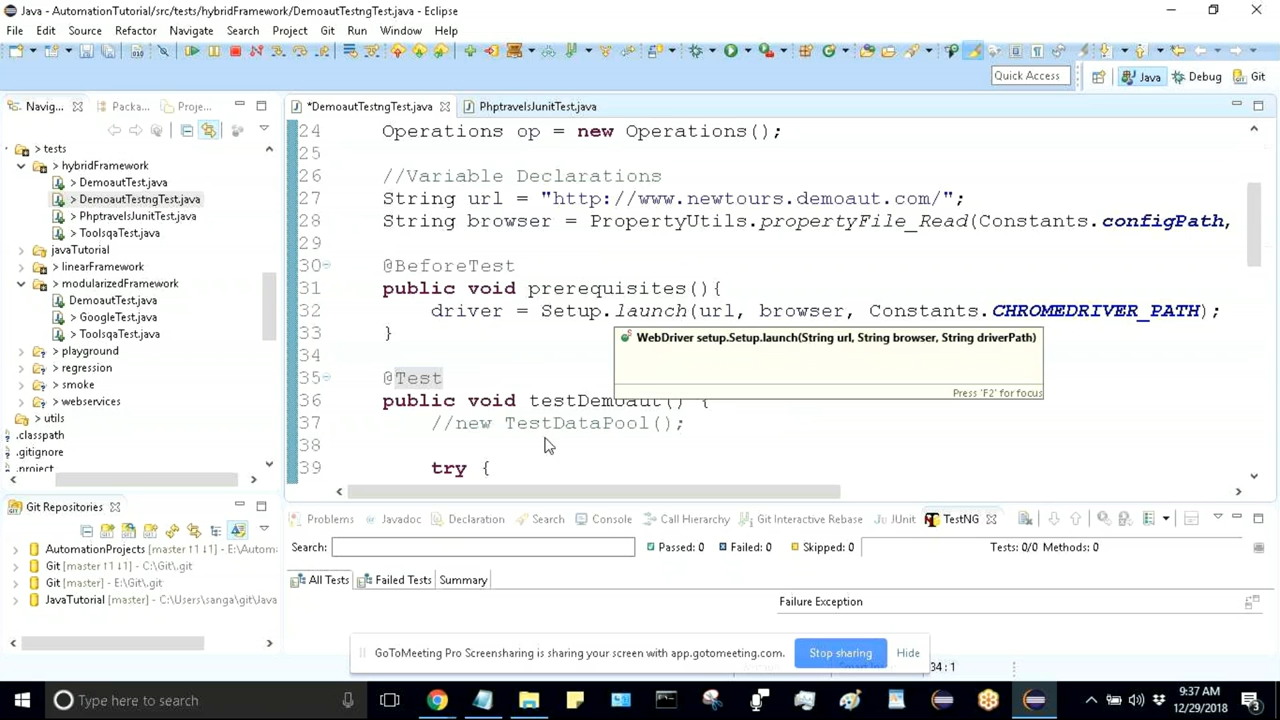 Java - AutomationTutorial/src/tests/hybridFramework/DemoautTestngTest.java - Eclipse
File Edit Source Refactor Navigate Search Project Git Run Window Help
Quick Access Java Debug Git
Navig... Packa... Proje...
*DemoautTestngTest.java PhptravelsJunitTest.java
> tests
> hybridFramework
> DemoautTest.java
> DemoautTestngTest.java
> PhptravelsJunitTest.java
> ToolsqaTest.java
javaTutorial
> linearFramework
> modularizedFramework
DemoautTest.java
> GoogleTest.java
> ToolsqaTest.java
> playground
> regression
> smoke
> webservices
> utils
.classpath
.gitignore
.project
24 Operations op = new Operations();
25
26 //Variable Declarations
27 String url = "http://www.newtours.demoaut.com/";
28 String browser = PropertyUtils.propertyFile_Read(Constants.configPath,
29
30 @BeforeTest
31 public void prerequisites(){
32 driver = Setup.launch(url, browser, Constants.CHROMEDRIVER_PATH);
33 }
34
35 @Test
36 public void testDemoaut() {
37 //new TestDataPool();
38
39 try {
WebDriver setup.Setup.launch(String url, String browser, String driverPath)
Press 'F2' for focus
Git Repositories
AutomationProjects [master ↑1 ↓1] - E:\Autom
Git [master ↑1 ↓1] - C:\Git\.git
Git [master] - E:\Git\.git
JavaTutorial [master] - C:\Users\sanga\git\Java
Problems Javadoc Declaration Search Console Call Hierarchy Git Interactive Rebase JUnit TestNG
Search: Passed: 0 Failed: 0 Skipped: 0 Tests: 0/0 Methods: 0
All Tests Failed Tests Summary
Failure Exception
GoToMeeting Pro Screensharing is sharing your screen with app.gotomeeting.com. Stop sharing Hide
34 : 1
Type here to search
9:37 AM
12/29/2018
3